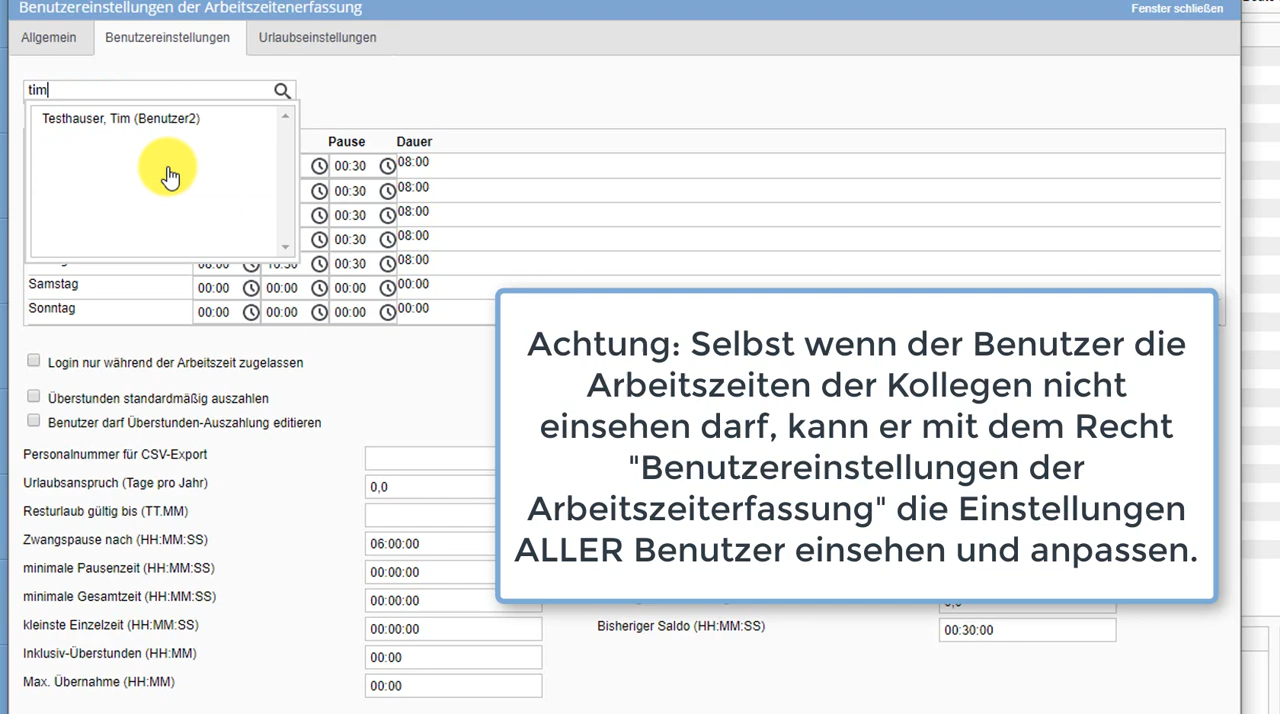 Benutzereinstellungen der Arbeitszeitenerfassung
Fenster schließen
Allgemein
Benutzereinstellungen
Urlaubseinstellungen
tim
Testhauser, Tim (Benutzer2)
Pause Dauer
00:30 08:00
00:30 08:00
00:30 08:00
00:30 08:00
00:30 08:00
Samstag 00:00 00:00 00:00 00:00
Sonntag 00:00 00:00 00:00 00:00
Login nur während der Arbeitszeit zugelassen
Überstunden standardmäßig auszahlen
Benutzer darf Überstunden-Auszahlung editieren
Personalnummer für CSV-Export
Urlaubsanspruch (Tage pro Jahr) 0,0
Resturlaub gültig bis (TT.MM)
Zwangspause nach (HH:MM:SS) 06:00:00
minimale Pausenzeit (HH:MM:SS) 00:00:00
minimale Gesamtzeit (HH:MM:SS) 00:00:00
kleinste Einzelzeit (HH:MM:SS) 00:00:00
Bisheriger Saldo (HH:MM:SS) 00:30:00
Inklusiv-Überstunden (HH:MM) 00:00
Max. Übernahme (HH:MM) 00:00
Achtung: Selbst wenn der Benutzer die
Arbeitszeiten der Kollegen nicht
einsehen darf, kann er mit dem Recht
"Benutzereinstellungen der
Arbeitszeiterfassung" die Einstellungen
ALLER Benutzer einsehen und anpassen.